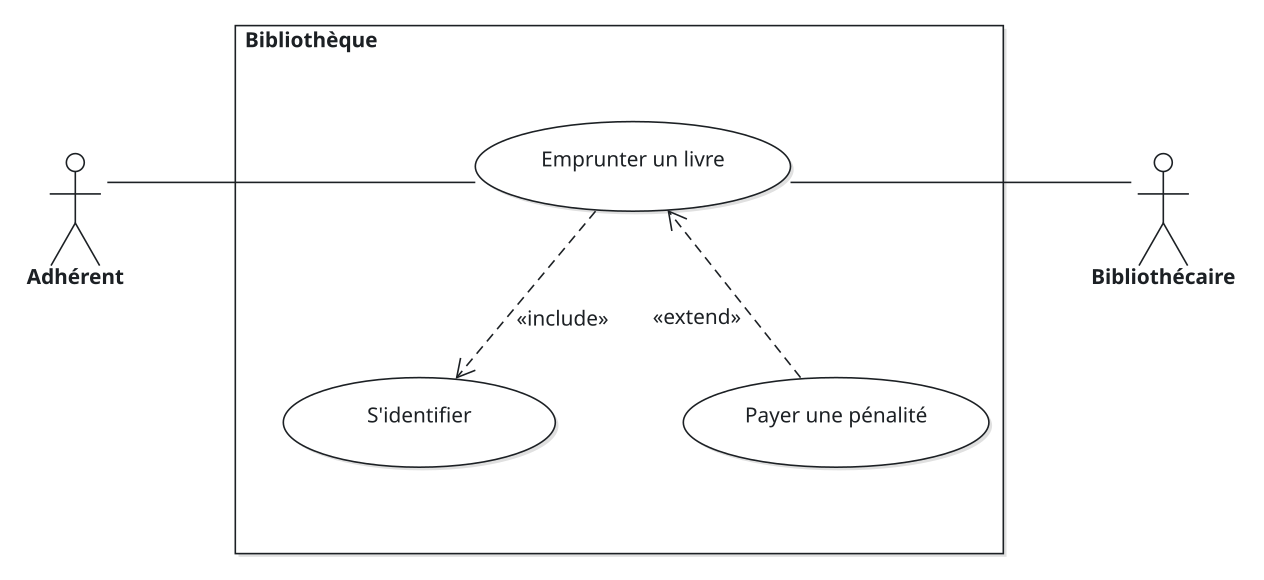 Bibliothèque
Emprunter un livre
Adhérent
Bibliothécaire
«include»
«extend»
S'identifier
Payer une pénalité